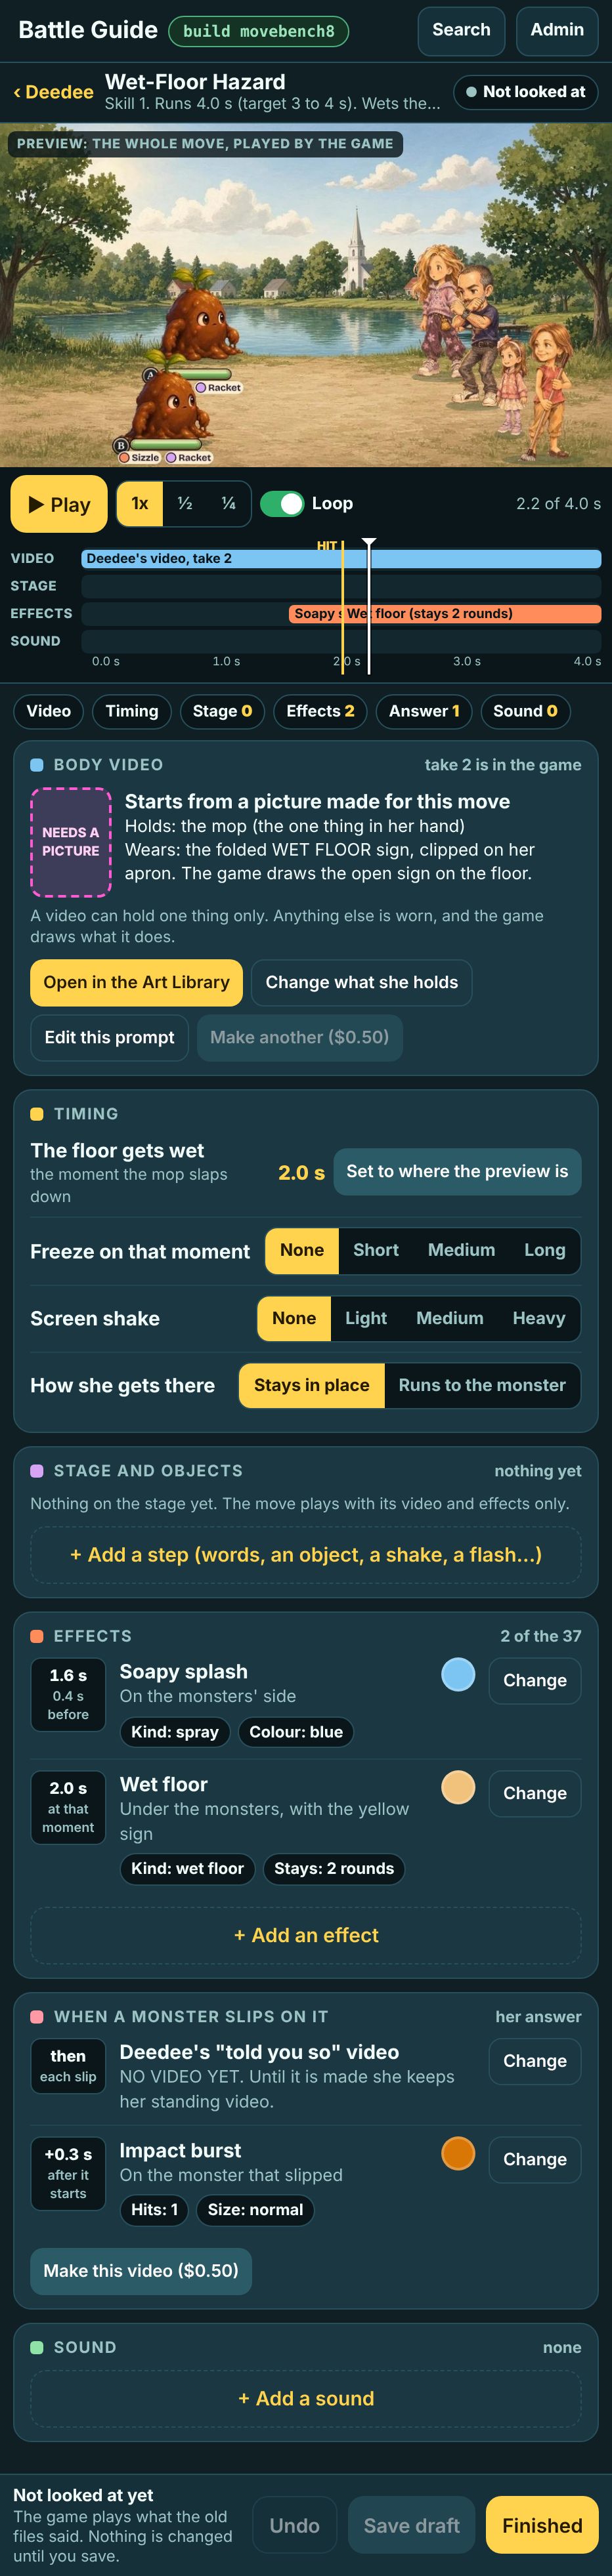 Battle Guide
build movebench8
Search
Admin
‹ Deedee
Wet-Floor Hazard
Skill 1. Runs 4.0 s (target 3 to 4 s). Wets the...
Not looked at
PREVIEW: THE WHOLE MOVE, PLAYED BY THE GAME
A
Racket
B
Sizzle
Racket
Play
1x
½
¼
Loop
2.2 of 4.0 s
HIT
VIDEO
Deedee's video, take 2
STAGE
EFFECTS
Soapy s
Wet floor (stays 2 rounds)
SOUND
0.0 s
1.0 s
2.0 s
3.0 s
4.0 s
Video
Timing
Stage 0
Effects 2
Answer 1
Sound 0
BODY VIDEO
take 2 is in the game
NEEDS A
PICTURE
Starts from a picture made for this move
Holds: the mop (the one thing in her hand)
Wears: the folded WET FLOOR sign, clipped on her
apron. The game draws the open sign on the floor.
A video can hold one thing only. Anything else is worn, and the game
draws what it does.
Open in the Art Library
Change what she holds
Edit this prompt
Make another ($0.50)
TIMING
The floor gets wet
the moment the mop slaps
down
2.0 s
Set to where the preview is
Freeze on that moment
None
Short
Medium
Long
Screen shake
None
Light
Medium
Heavy
How she gets there
Stays in place
Runs to the monster
STAGE AND OBJECTS
nothing yet
Nothing on the stage yet. The move plays with its video and effects only.
+ Add a step (words, an object, a shake, a flash...)
EFFECTS
2 of the 37
1.6 s
0.4 s
before
Soapy splash
On the monsters' side
Kind: spray
Colour: blue
Change
2.0 s
at that
moment
Wet floor
Under the monsters, with the yellow
sign
Kind: wet floor
Stays: 2 rounds
Change
+ Add an effect
WHEN A MONSTER SLIPS ON IT
her answer
then
each slip
Deedee's "told you so" video
NO VIDEO YET. Until it is made she keeps
her standing video.
Change
+0.3 s
after it
starts
Impact burst
On the monster that slipped
Hits: 1
Size: normal
Change
Make this video ($0.50)
SOUND
none
+ Add a sound
Not looked at yet
The game plays what the old
files said. Nothing is changed
until you save.
Undo
Save draft
Finished